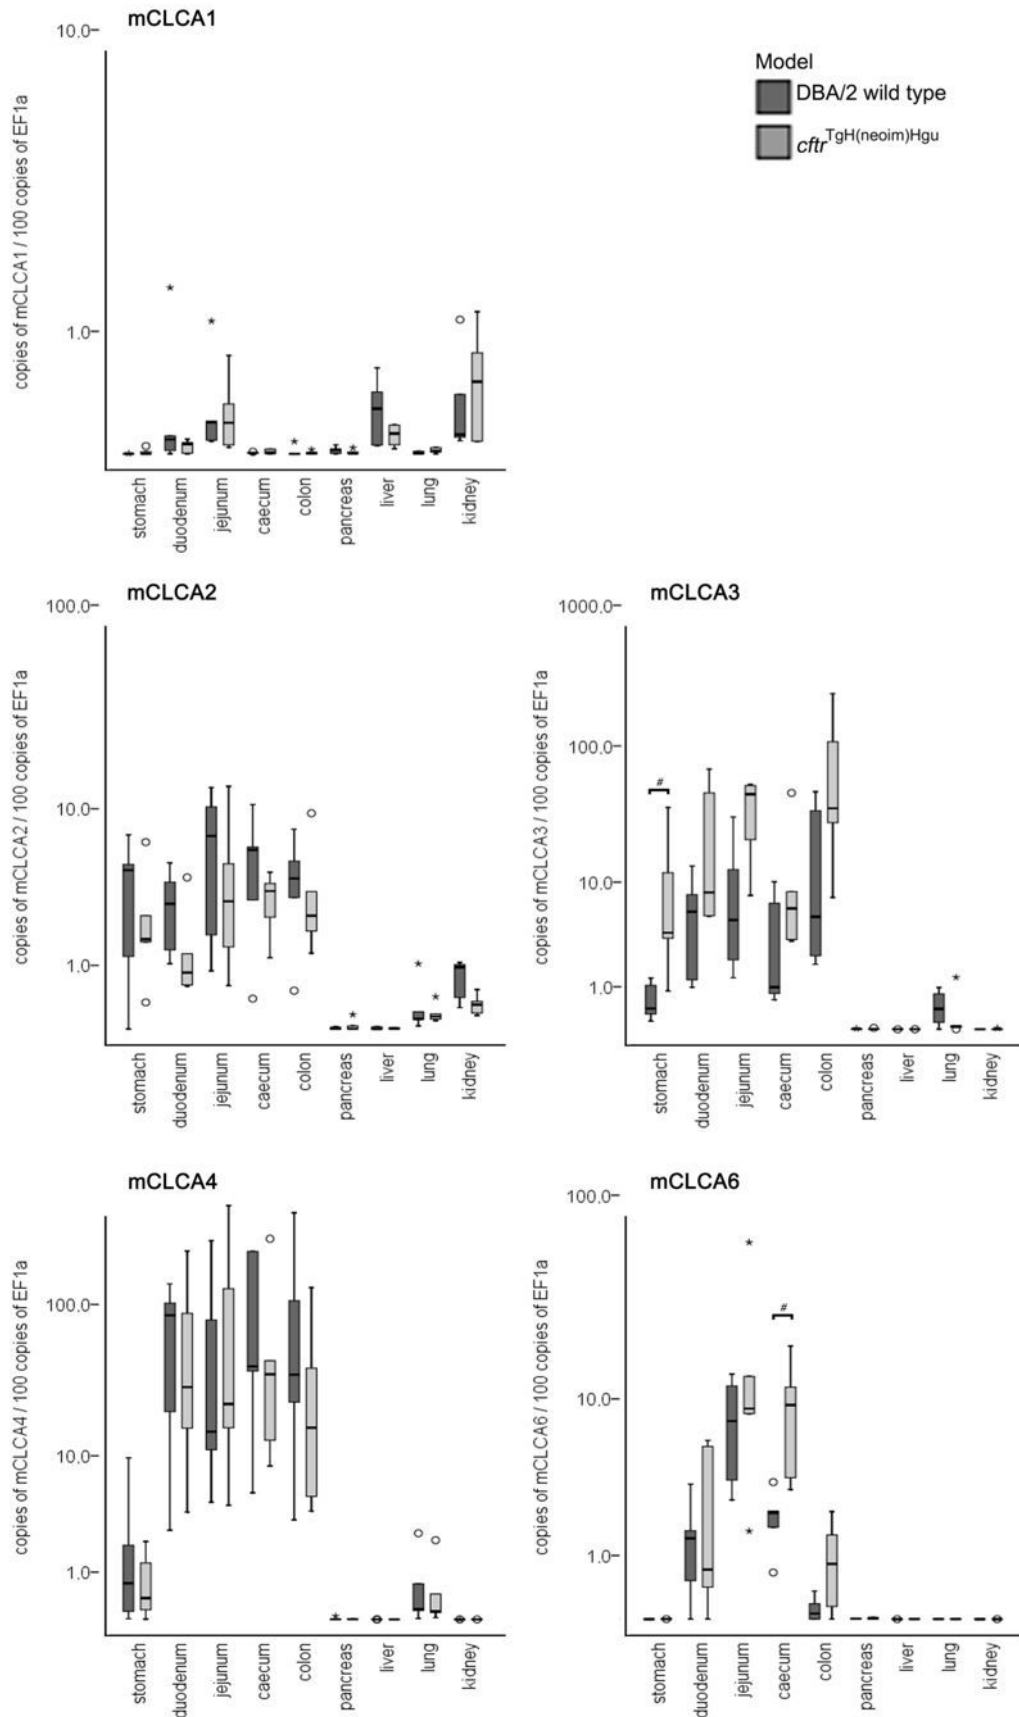 mCLCA1
10.0
1.0
copies of mCLCA1 / 100 copies of EF1a
* * * * *
stomach
duodenum
jejunum
caecum
colon
pancreas
liver
lung
kidney
Model
DBA/2 wild type
cftr TgH(neoim)Hgu
mCLCA2
100.0
10.0
1.0
copies of mCLCA2 / 100 copies of EF1a
stomach
duodenum
jejunum
caecum
colon
pancreas
liver
lung
kidney
mCLCA3
1000.0
100.0
10.0
1.0
copies of mCLCA3 / 100 copies of EF1a
#
stomach
duodenum
jejunum
caecum
colon
pancreas
liver
lung
kidney
mCLCA4
100.0
10.0
1.0
copies of mCLCA4 / 100 copies of EF1a
stomach
duodenum
jejunum
caecum
colon
pancreas
liver
lung
kidney
mCLCA6
100.0
10.0
1.0
copies of mCLCA6 / 100 copies of EF1a
#
stomach
duodenum
jejunum
caecum
colon
pancreas
liver
lung
kidney